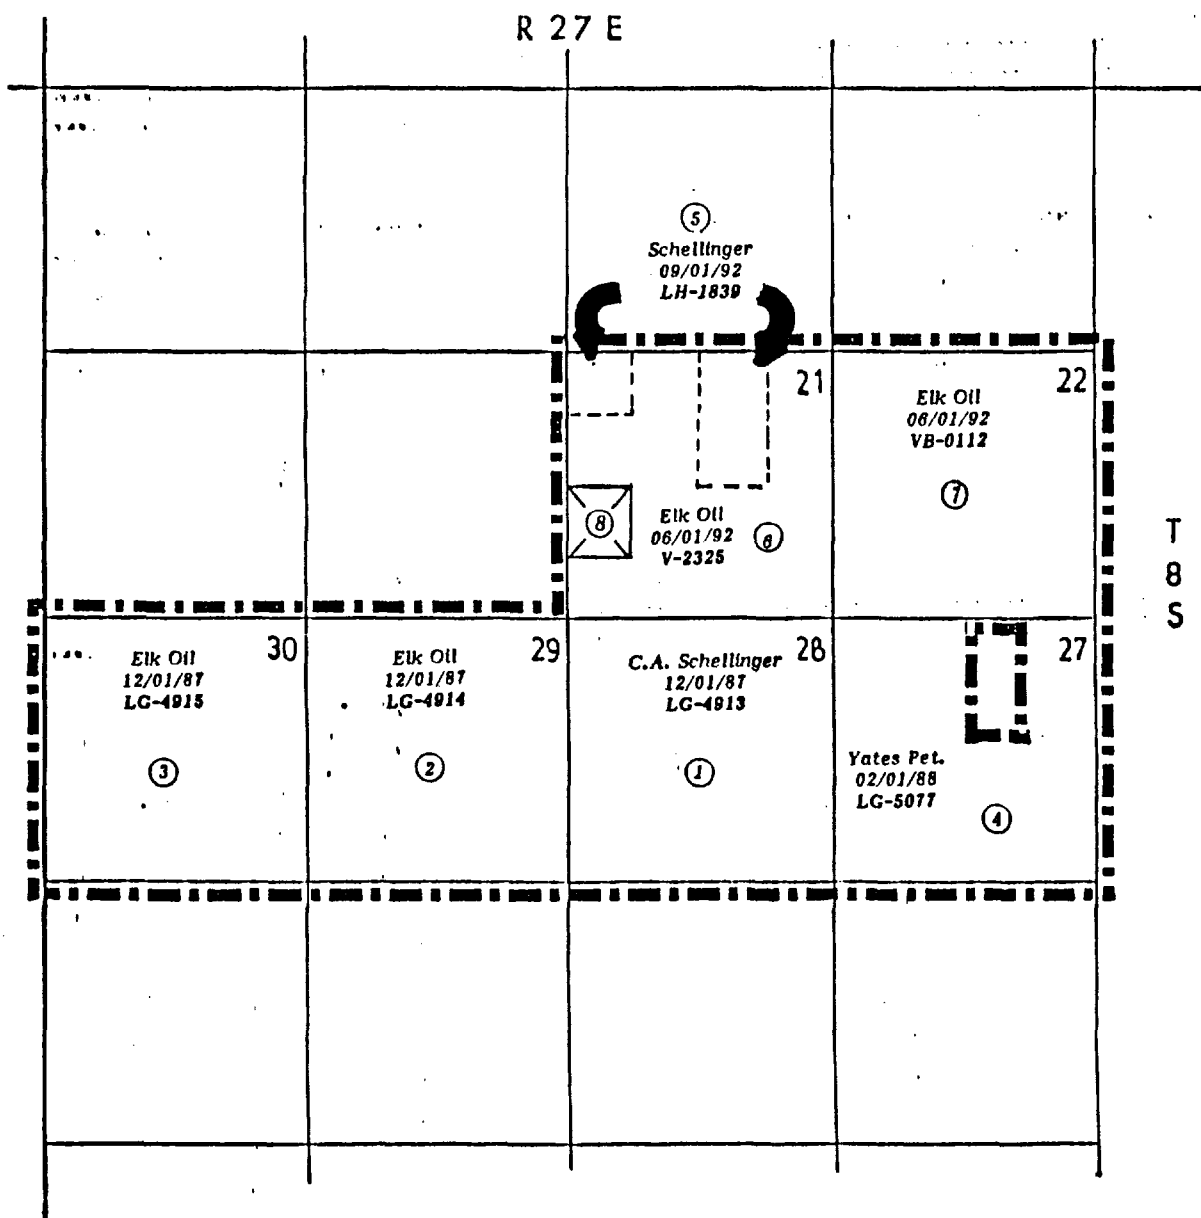 R 27 E
5
Schellinger
09/01/92
LH-1839
21
22
Elk Oil
06/01/92
VB-0112
7
8
Elk Oil
06/01/92
V-2325
6
T
8
S
30
Elk Oil
12/01/87
LG-4915
3
29
Elk Oil
12/01/87
LG-4914
2
28
C.A. Schellinger
12/01/87
LG-4913
1
27
Yates Pet.
02/01/88
LG-5077
4